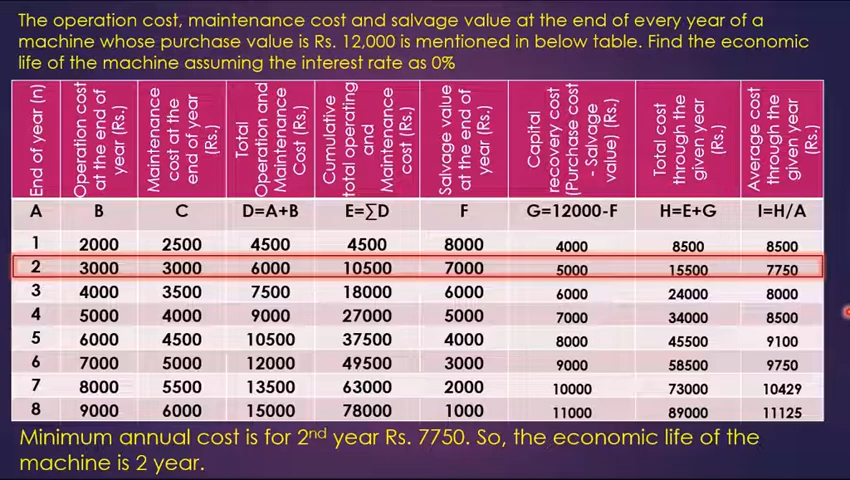 The operation cost, maintenance cost and salvage value at the end of every year of a
machine whose purchase value is Rs. 12,000 is mentioned in below table. Find the economic
life of the machine assuming the interest rate as 0%
End of year (n) Operation cost at the end of year (Rs.) Maintenance cost at the end of year (Rs.) Total Operation and Maintenance Cost (Rs.) Cumulative total operating and Maintenance cost (Rs.) Salvage value at the end of year (Rs.) Capital recovery cost (Purchase cost - Salvage value) (Rs.) Total cost through the given year (Rs.) Average cost through the given year (Rs.)
A B C D=A+B E=∑D F G=12000-F H=E+G I=H/A
1 2000 2500 4500 4500 8000 4000 8500 8500
2 3000 3000 6000 10500 7000 5000 15500 7750
3 4000 3500 7500 18000 6000 6000 24000 8000
4 5000 4000 9000 27000 5000 7000 34000 8500
5 6000 4500 10500 37500 4000 8000 45500 9100
6 7000 5000 12000 49500 3000 9000 58500 9750
7 8000 5500 13500 63000 2000 10000 73000 10429
8 9000 6000 15000 78000 1000 11000 89000 11125
Minimum annual cost is for 2nd year Rs. 7750. So, the economic life of the
machine is 2 year.